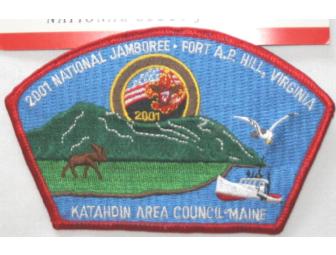 2001 NATIONAL JAMBOREE • FORT A.P. HILL, VIRGINIA
2001
KATAHDIN AREA COUNCIL-MAINE